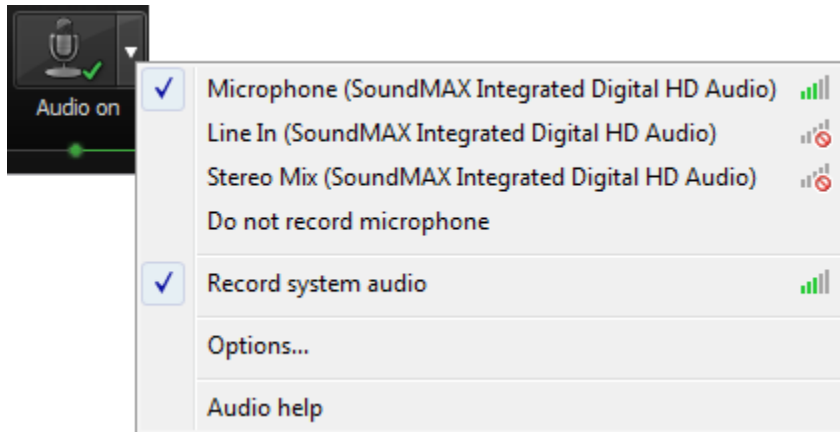 Audio on
Microphone (SoundMAX Integrated Digital HD Audio)
Line In (SoundMAX Integrated Digital HD Audio)
Stereo Mix (SoundMAX Integrated Digital HD Audio)
Do not record microphone
Record system audio
Options...
Audio help